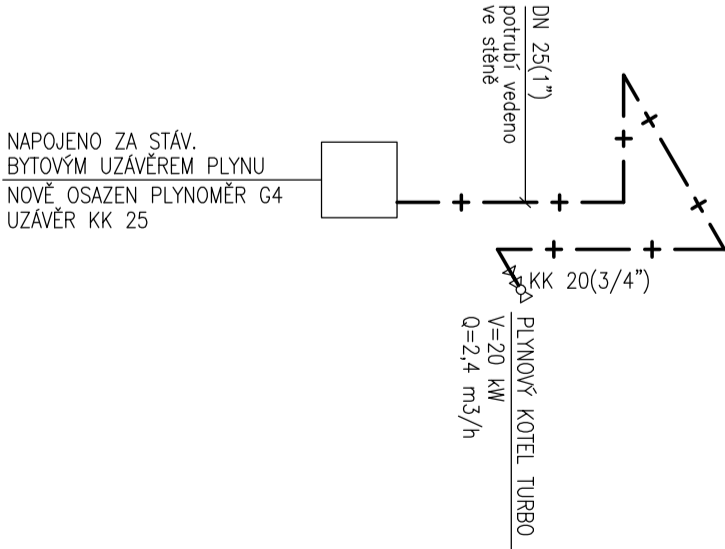 NAPOJENO ZA STÁV.
BYTOVÝM UZÁVĚREM PLYNU
NOVĚ OSAZEN PLYNOMĚR G4
UZÁVĚR KK 25
DN 25(1")
potrubí vedeno
ve stěně
KK 20(3/4")
PLYNOVÝ KOTEL TURBO
V=20 kW
Q=2,4 m3/h